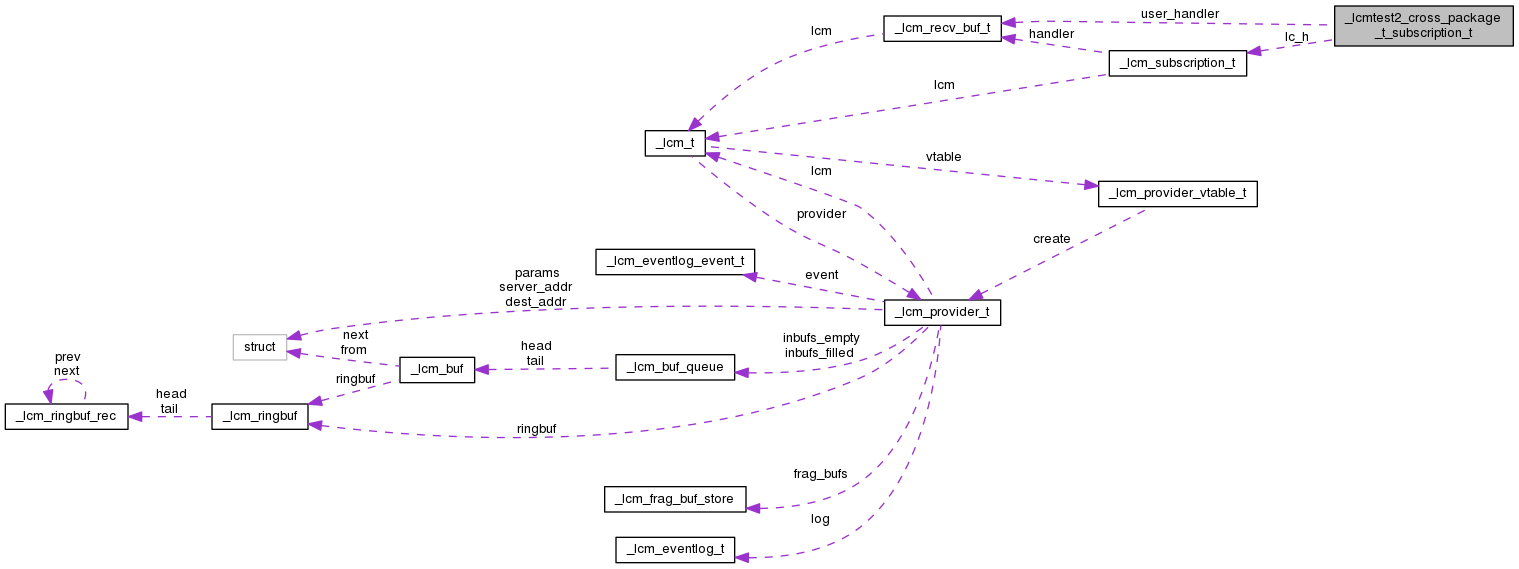 _lcmtest2_cross_package
_t_subscription_t
user_handler
lc_h
_lcm_recv_buf_t
handler
_lcm_subscription_t
lcm
lcm
_lcm_t
vtable
lcm
_lcm_provider_vtable_t
provider
create
_lcm_eventlog_event_t
event
params
server_addr
dest_addr
_lcm_provider_t
struct
next
from
inbufs_empty
inbufs_filled
head
tail
_lcm_buf_queue
_lcm_buf
prev
next
ringbuf
head
tail
_lcm_ringbuf_rec
_lcm_ringbuf
ringbuf
frag_bufs
_lcm_frag_buf_store
log
_lcm_eventlog_t